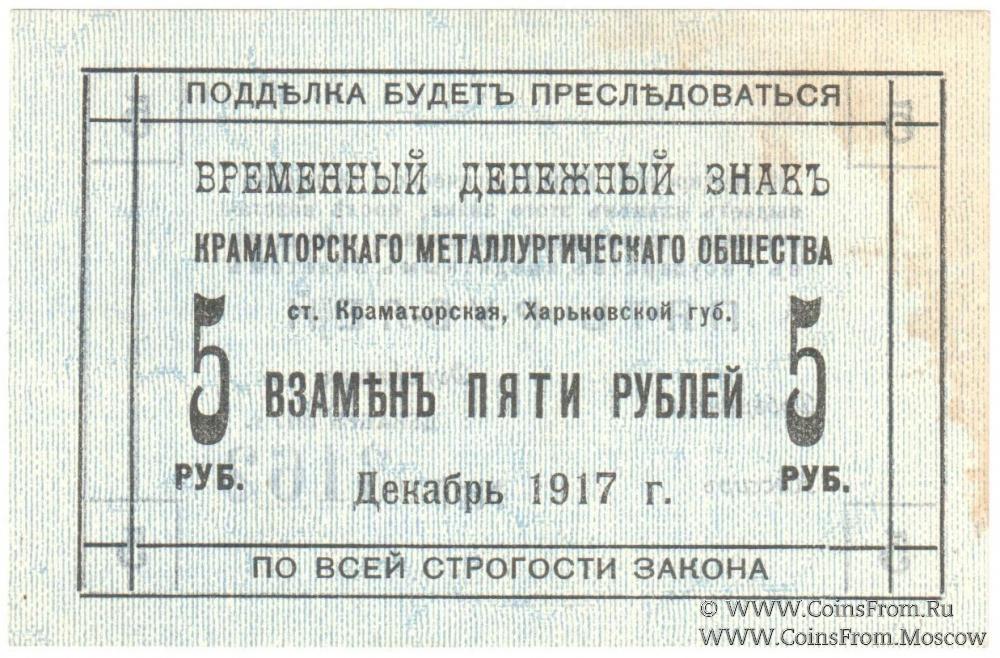 ПОДДѢЛКА БУДЕТЪ ПРЕСЛѢДОВАТЬСЯ
ВРЕМЕННЫЙ ДЕНЕЖНЫЙ ЗНАКЪ
КРАМАТОРСКАГО МЕТАЛЛУРГИЧЕСКАГО ОБЩЕСТВА
ст. Краматорская, Харьковской губ.
5 ВЗАМѢНЪ ПЯТИ РУБЛЕЙ 5
РУБ. Декабрь 1917 г. РУБ.
ПО ВСЕЙ СТРОГОСТИ ЗАКОНА
© WWW.CoinsFrom.Ru
WWW.CoinsFrom.Moscow